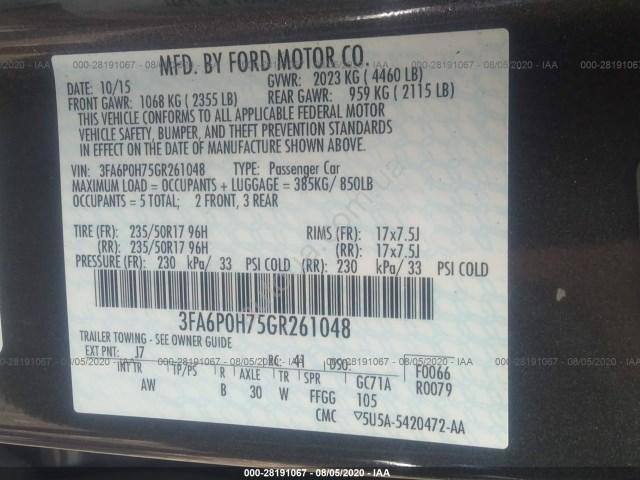 000-28191067 - 08/05/2020 - IAA
MFD. BY FORD MOTOR CO.
DATE: 10/15 GVWR: 2023 KG ( 4460 LB)
FRONT GAWR: 1068 KG ( 2355 LB) REAR GAWR: 959 KG ( 2115 LB)
THIS VEHICLE CONFORMS TO ALL APPLICABLE FEDERAL MOTOR
VEHICLE SAFETY, BUMPER, AND THEFT PREVENTION STANDARDS
IN EFFECT ON THE DATE OF MANUFACTURE SHOWN ABOVE.
VIN: 3FA6P0H75GR261048 TYPE: Passenger Car
MAXIMUM LOAD = OCCUPANTS + LUGGAGE = 385KG/ 850LB
OCCUPANTS = 5 TOTAL; 2 FRONT, 3 REAR
TIRE (FR): 235/50R17 96H RIMS (FR): 17x7.5J
(RR): 235/50R17 96H (RR): 17x7.5J
PRESSURE (FR): 230 kPa/ 33 PSI COLD (RR): 230 kPa/ 33 PSI COLD
3FA6P0H75GR261048
TRAILER TOWING - SEE OWNER GUIDE
EXT PNT: J7 RC: 41 DSO: F0066
INT TR TP/PS R AXLE TR SPR GC71A R0079
AW B 30 W FFGG 105
CMC 5U5A-5420472-AA
000-28191067 - 08/05/2020 - IAA